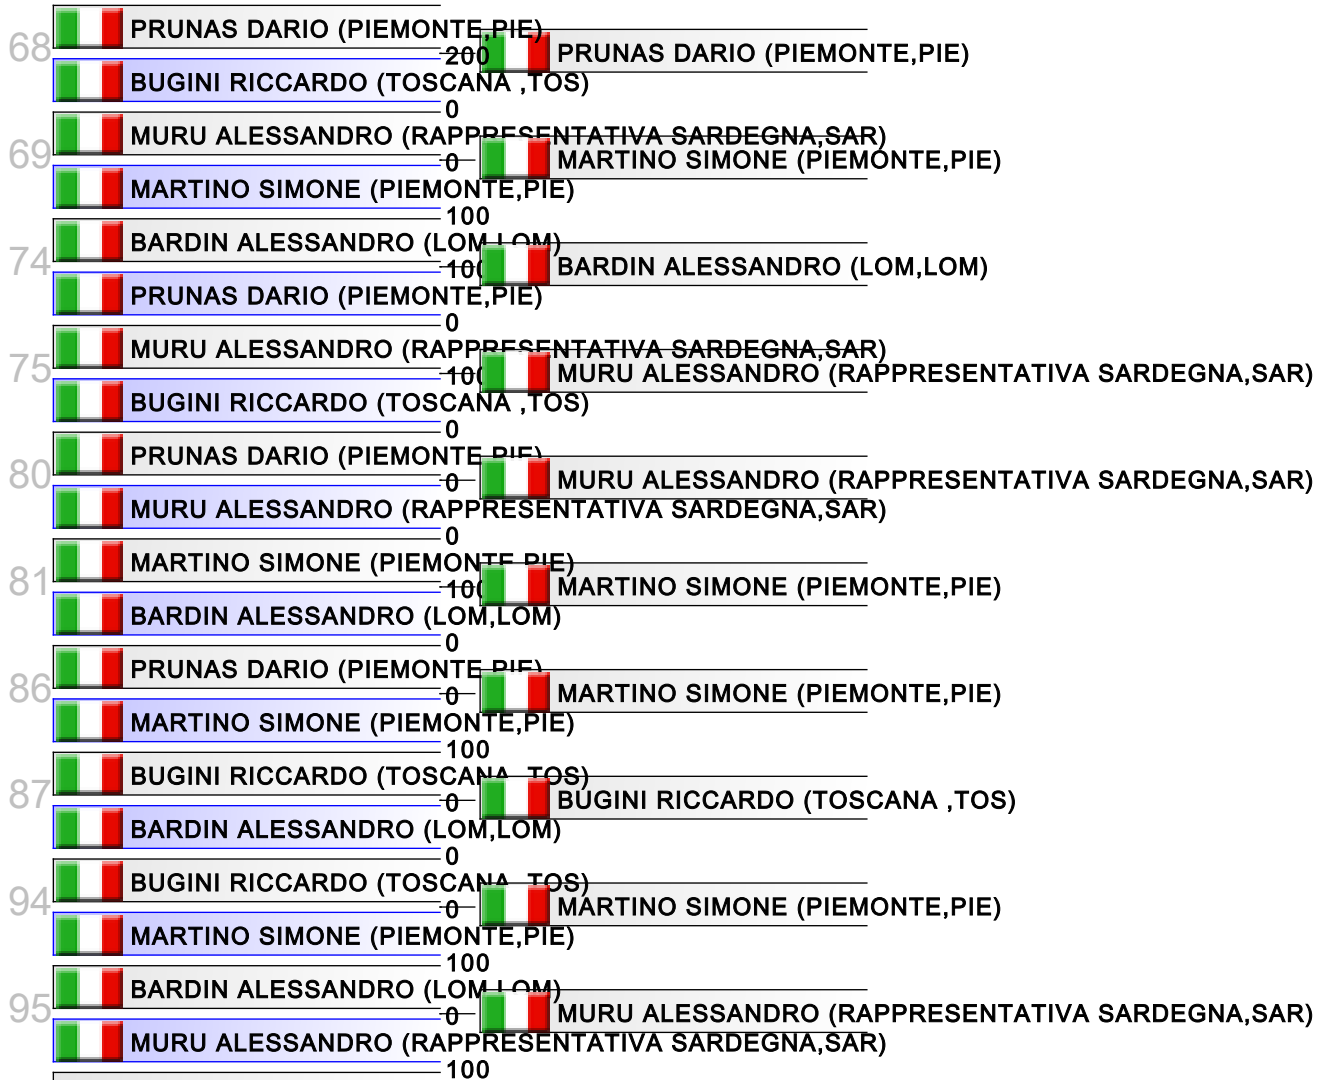 68
PRUNAS DARIO (PIEMONTE,PIE)
200
PRUNAS DARIO (PIEMONTE,PIE)
BUGINI RICCARDO (TOSCANA ,TOS)
0
69
MURU ALESSANDRO (RAPPRESENTATIVA SARDEGNA,SAR)
0
MARTINO SIMONE (PIEMONTE,PIE)
MARTINO SIMONE (PIEMONTE,PIE)
100
74
BARDIN ALESSANDRO (LOM,LOM)
100
BARDIN ALESSANDRO (LOM,LOM)
PRUNAS DARIO (PIEMONTE,PIE)
0
75
MURU ALESSANDRO (RAPPRESENTATIVA SARDEGNA,SAR)
100
MURU ALESSANDRO (RAPPRESENTATIVA SARDEGNA,SAR)
BUGINI RICCARDO (TOSCANA ,TOS)
0
80
PRUNAS DARIO (PIEMONTE,PIE)
0
MURU ALESSANDRO (RAPPRESENTATIVA SARDEGNA,SAR)
MURU ALESSANDRO (RAPPRESENTATIVA SARDEGNA,SAR)
0
81
MARTINO SIMONE (PIEMONTE,PIE)
100
MARTINO SIMONE (PIEMONTE,PIE)
BARDIN ALESSANDRO (LOM,LOM)
0
86
PRUNAS DARIO (PIEMONTE,PIE)
0
MARTINO SIMONE (PIEMONTE,PIE)
MARTINO SIMONE (PIEMONTE,PIE)
100
87
BUGINI RICCARDO (TOSCANA ,TOS)
0
BUGINI RICCARDO (TOSCANA ,TOS)
BARDIN ALESSANDRO (LOM,LOM)
0
94
BUGINI RICCARDO (TOSCANA ,TOS)
0
MARTINO SIMONE (PIEMONTE,PIE)
MARTINO SIMONE (PIEMONTE,PIE)
100
95
BARDIN ALESSANDRO (LOM,LOM)
0
MURU ALESSANDRO (RAPPRESENTATIVA SARDEGNA,SAR)
MURU ALESSANDRO (RAPPRESENTATIVA SARDEGNA,SAR)
100